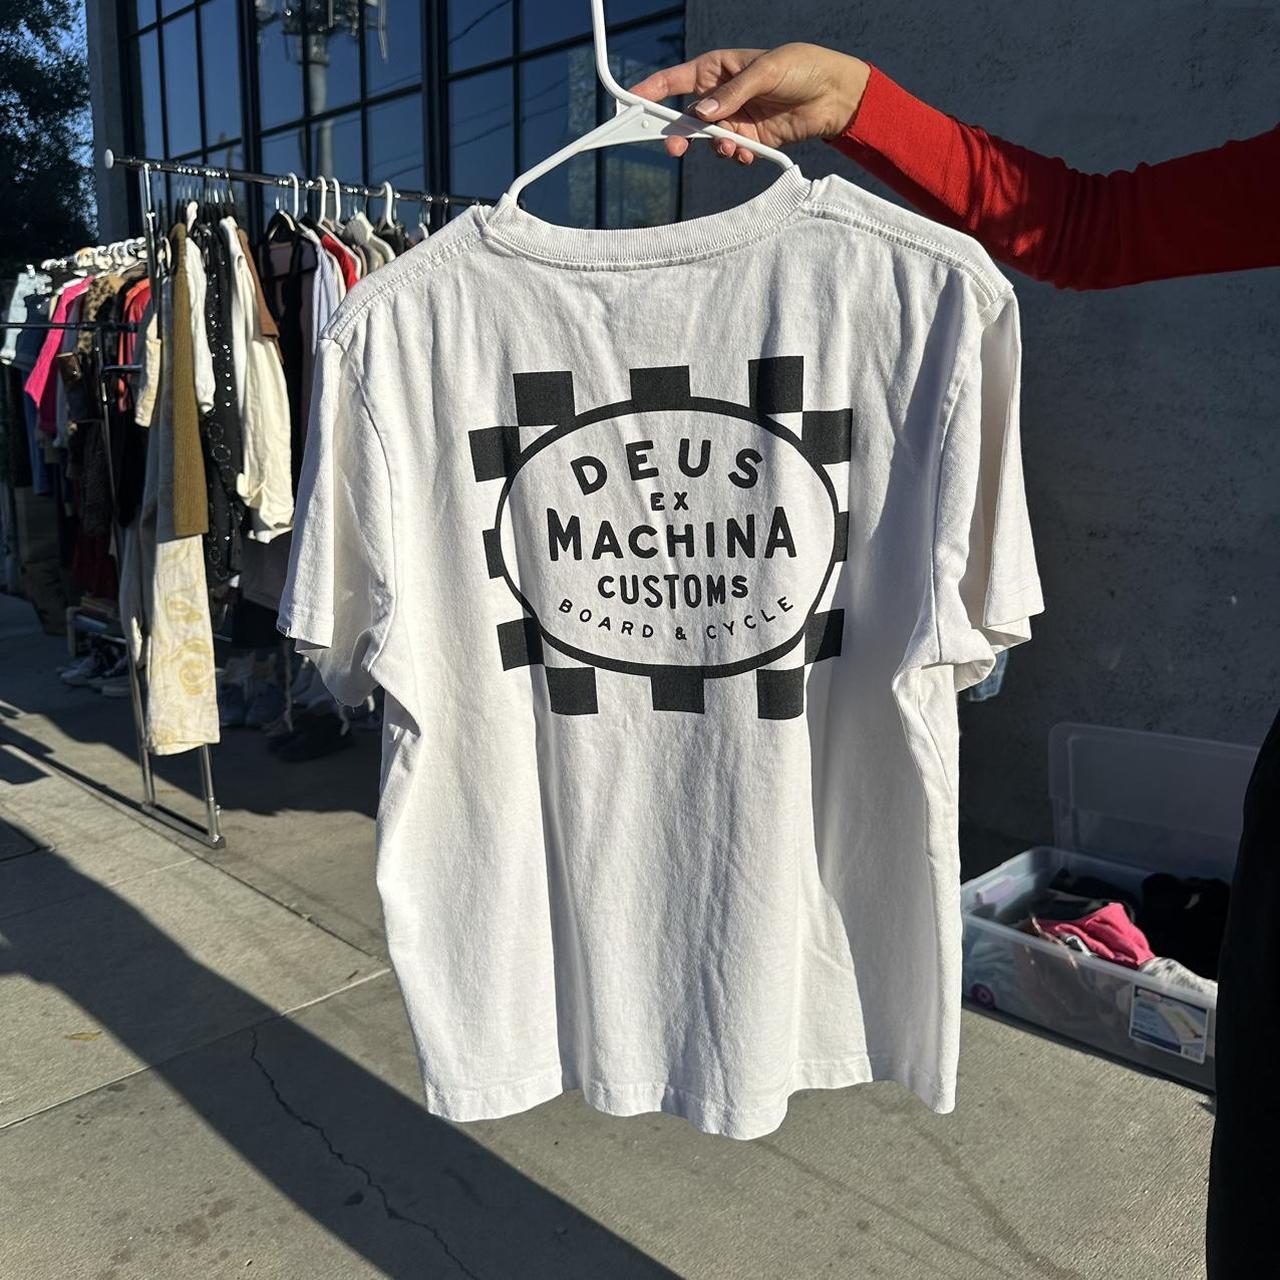 DEUS
EX
MACHINA
CUSTOMS
BOARD & CYCLE